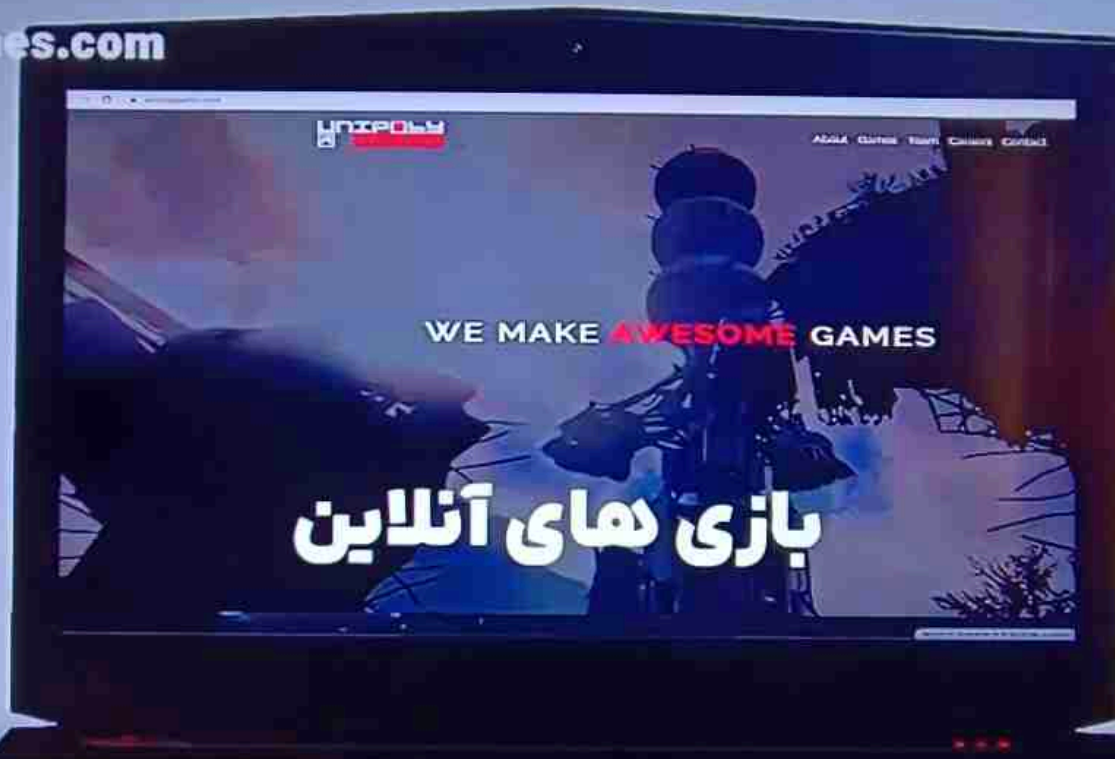 es.com
UNIPOLY
About Games Team Careers Contact
WE MAKE AWESOME GAMES
بازی های آنلاین